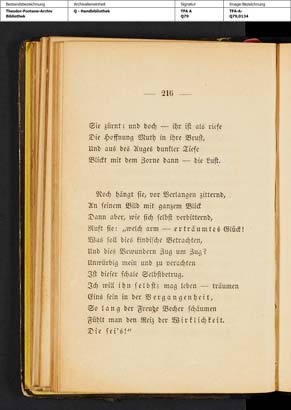 Bestandsbezeichnung
Theodor-Fontane-Archiv
Bibliothek
Archivalieneinheit
Q - Handbibliothek
Signatur
TFA A
Q79
Image-Bezeichnung
TFA-A-
Q79,0134
— 216 —
Sie zürnt; und doch — ihr ist als riefe
Die Hoffnung Muth in ihre Brust,
Und aus des Auges dunkler Tiefe
Blickt mit dem Zorne dann — die Lust.
Noch hängt sie, vor Verlangen zitternd,
An seinem Bild mit ganzem Blick
Dann aber, wie sich selbst verbitternd,
Ruft sie: „welch arm — erträumtes Glück!
Was soll dies kindische Betrachten,
Und dies Bewundern Zug um Zug?
Unwürdig mein und zu verachten
Ist dieser schale Selbstbetrug.
Ich will ihn selbst; mag leben — träumen
Eins sein in der Vergangenheit,
So lang der Freude Becher schäumen
Fühlt man den Reiz der Wirklichkeit.
Die sei's!“